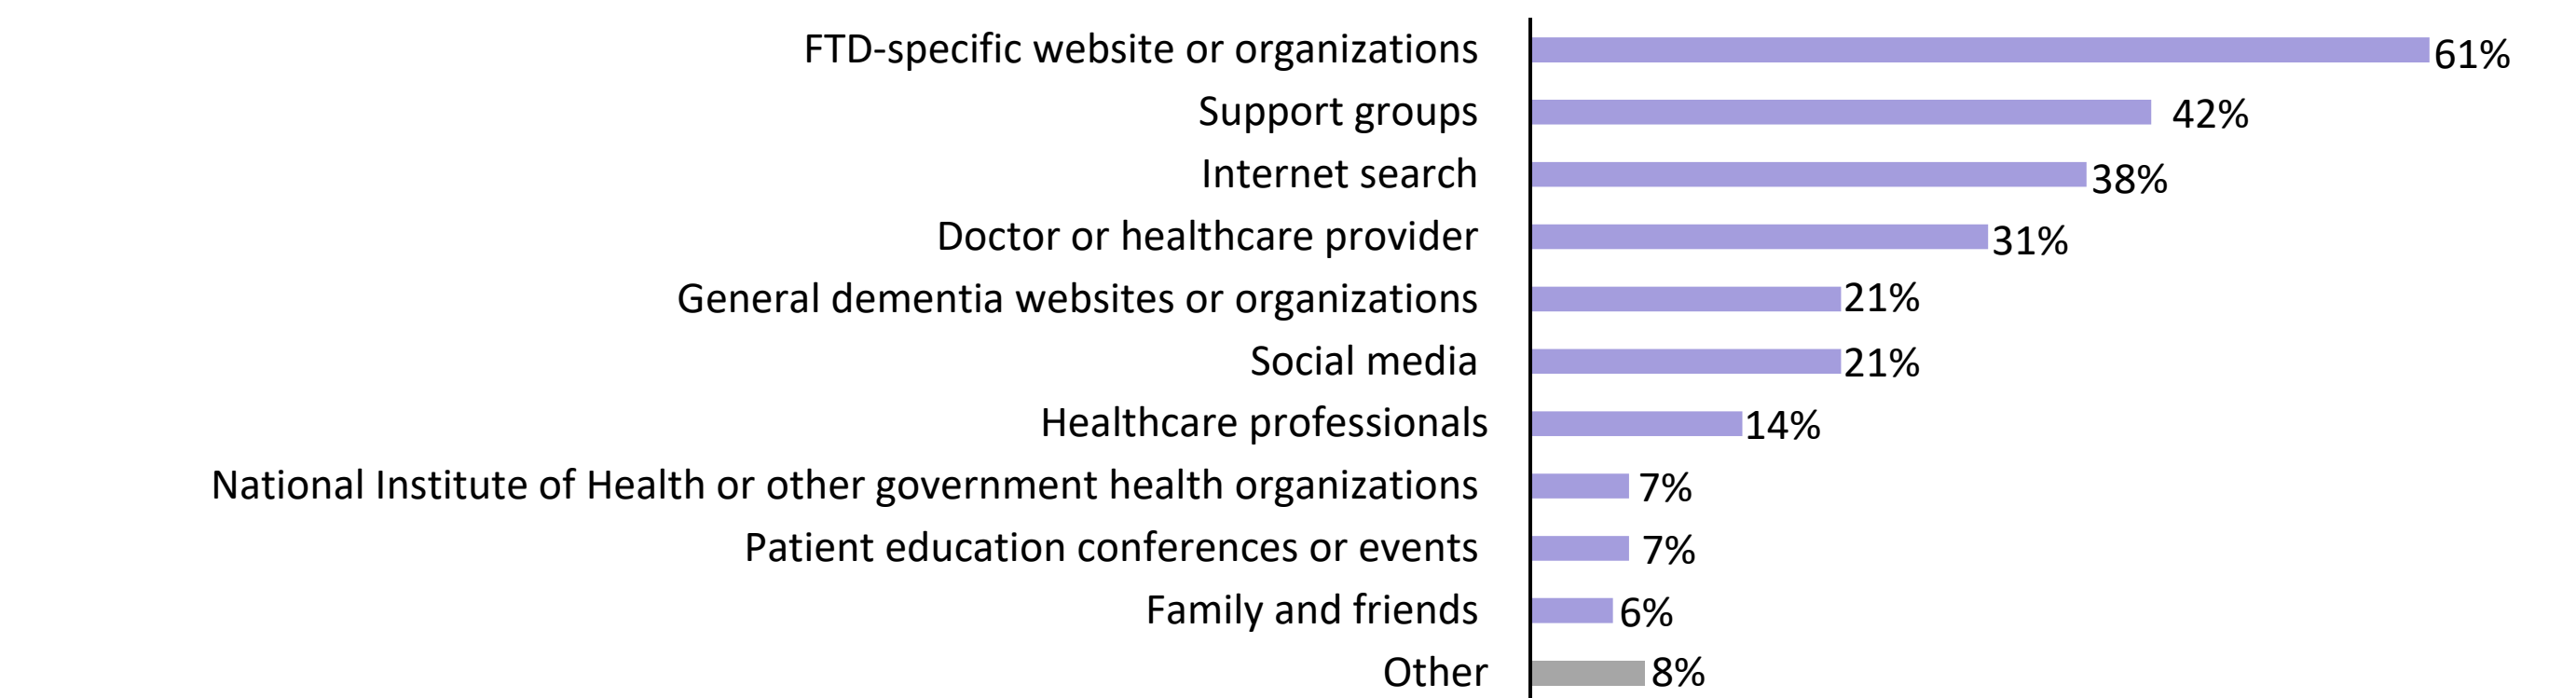 FTD-specific website or organizations 61%
Support groups 42%
Internet search 38%
Doctor or healthcare provider 31%
General dementia websites or organizations 21%
Social media 21%
Healthcare professionals 14%
National Institute of Health or other government health organizations 7%
Patient education conferences or events 7%
Family and friends 6%
Other 8%